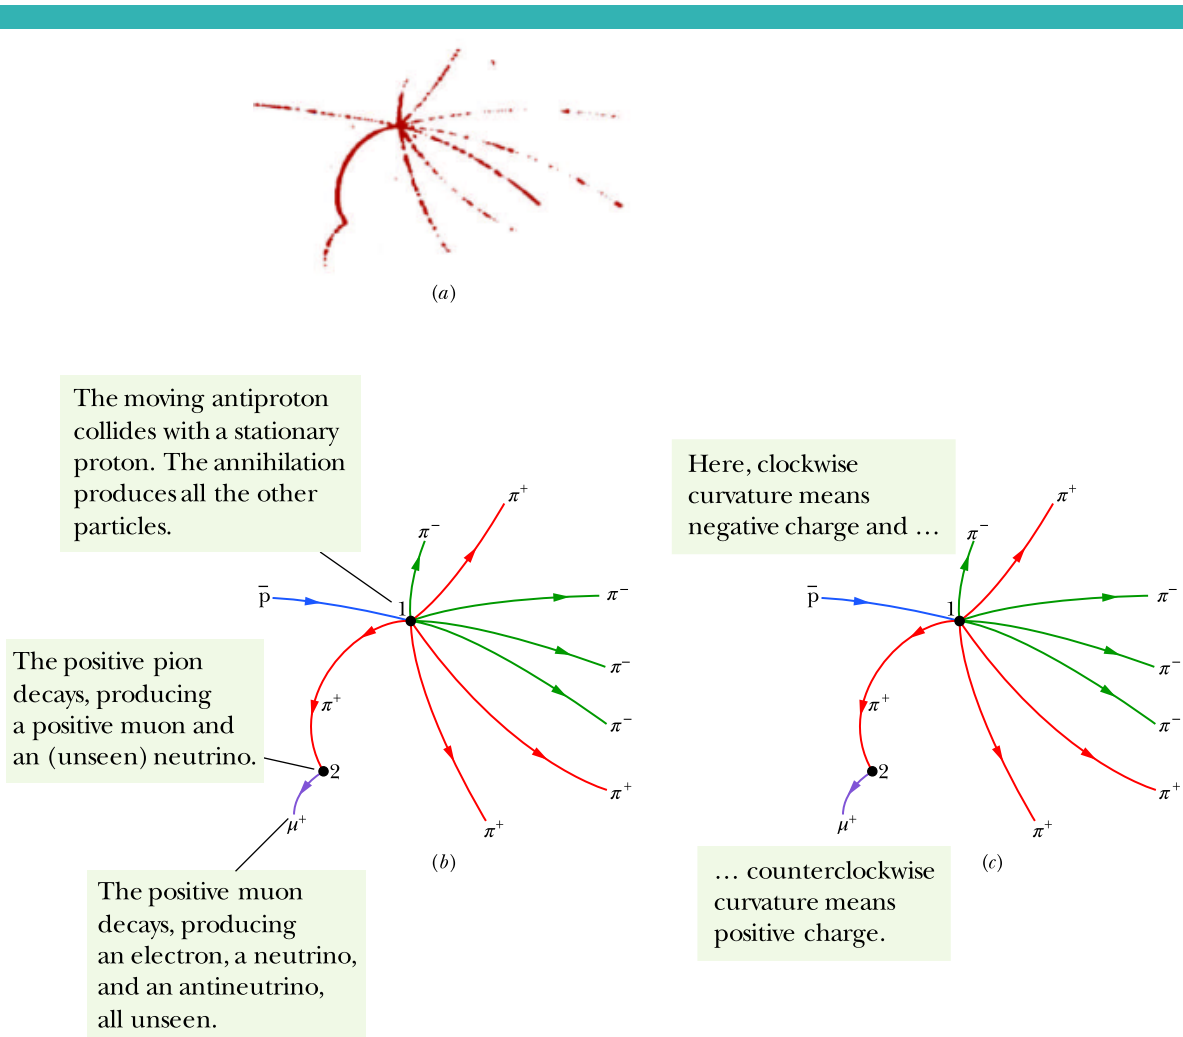 (a)
The moving antiproton
collides with a stationary
proton. The annihilation
produces all the other
particles.
π⁺
π⁻
p̄
1
π⁻
π⁻
π⁻
π⁺
π⁺
The positive pion
decays, producing
a positive muon and
an (unseen) neutrino.
π⁺
2
μ⁺
(b)
The positive muon
decays, producing
an electron, a neutrino,
and an antineutrino,
all unseen.
Here, clockwise
curvature means
negative charge and …
π⁺
π⁻
p̄
1
π⁻
π⁻
π⁻
π⁺
π⁺
π⁺
2
μ⁺
(c)
… counterclockwise
curvature means
positive charge.